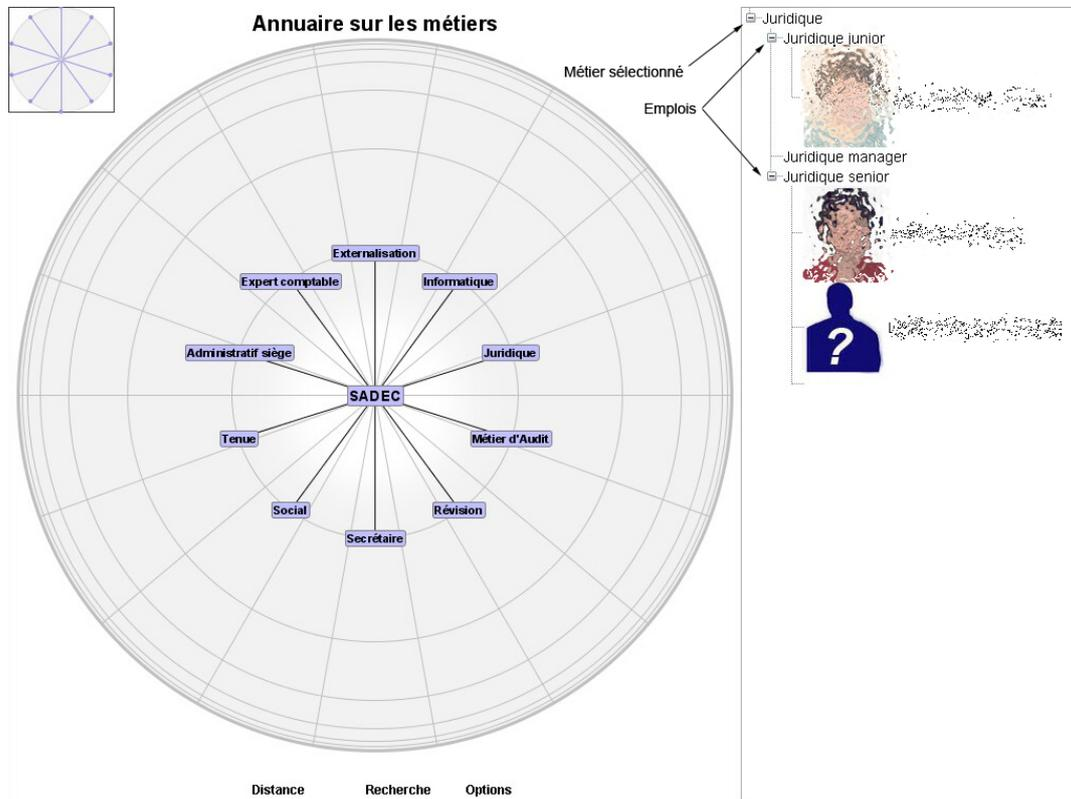 Annuaire sur les métiers
Externalisation
Expert comptable
Informatique
Administratif siège
Juridique
SADEC
Tenue
Métier d'Audit
Social
Révision
Secrétaire
Distance
Recherche
Options
Métier sélectionné
Emplois
Juridique
Juridique junior
Juridique manager
Juridique senior
?